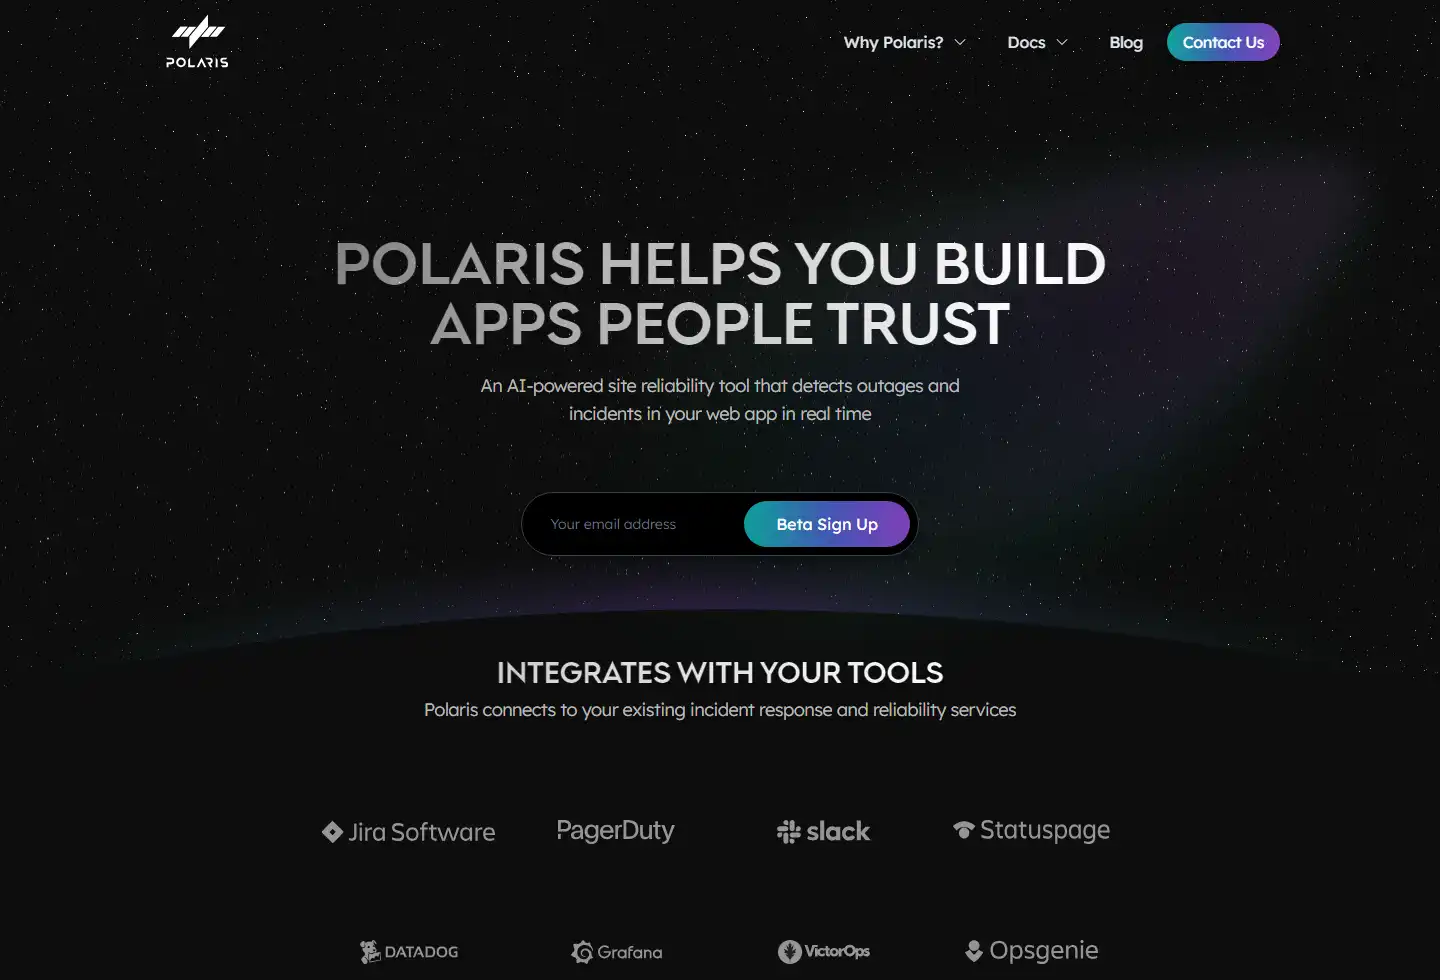 POLARIS
Why Polaris?
Docs
Blog
Contact Us
POLARIS HELPS YOU BUILD
APPS PEOPLE TRUST
An AI-powered site reliability tool that detects outages and
incidents in your web app in real time
Your email address
Beta Sign Up
INTEGRATES WITH YOUR TOOLS
Polaris connects to your existing incident response and reliability services
Jira Software
PagerDuty
slack
Statuspage
DATADOG
Grafana
VictorOps
Opsgenie